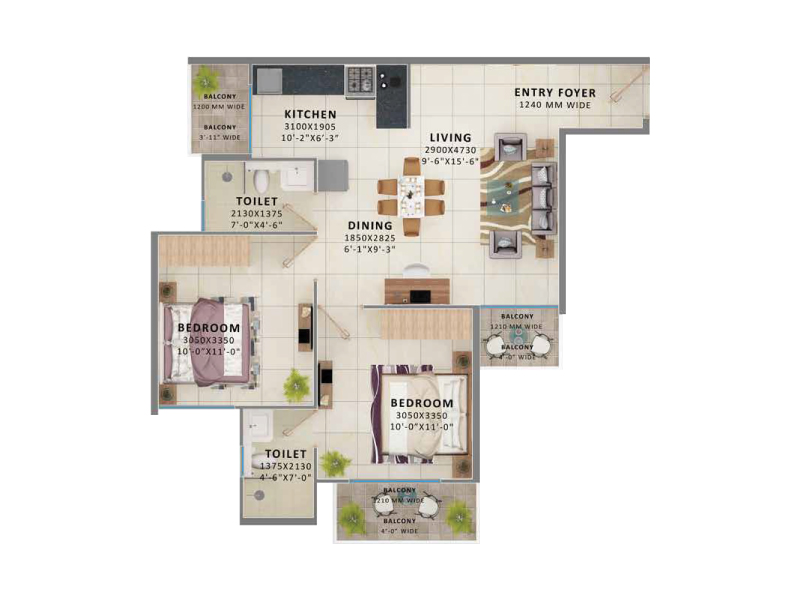 BALCONY
1200 MM WIDE
BALCONY
3'-11" WIDE
KITCHEN
3100X1905
10'-2"X6'-3"
ENTRY FOYER
1240 MM WIDE
LIVING
2900X4730
9'-6"X15'-6"
TOILET
2130X1375
7'-0"X4'-6"
DINING
1850X2825
6'-1"X9'-3"
BEDROOM
3050X3350
10'-0"X11'-0"
BALCONY
1210 MM WIDE
BALCONY
4'-0" WIDE
BEDROOM
3050X3350
10'-0"X11'-0"
TOILET
1375X2130
4'-6"X7'-0"
BALCONY
1210 MM WIDE
BALCONY
4'-0" WIDE